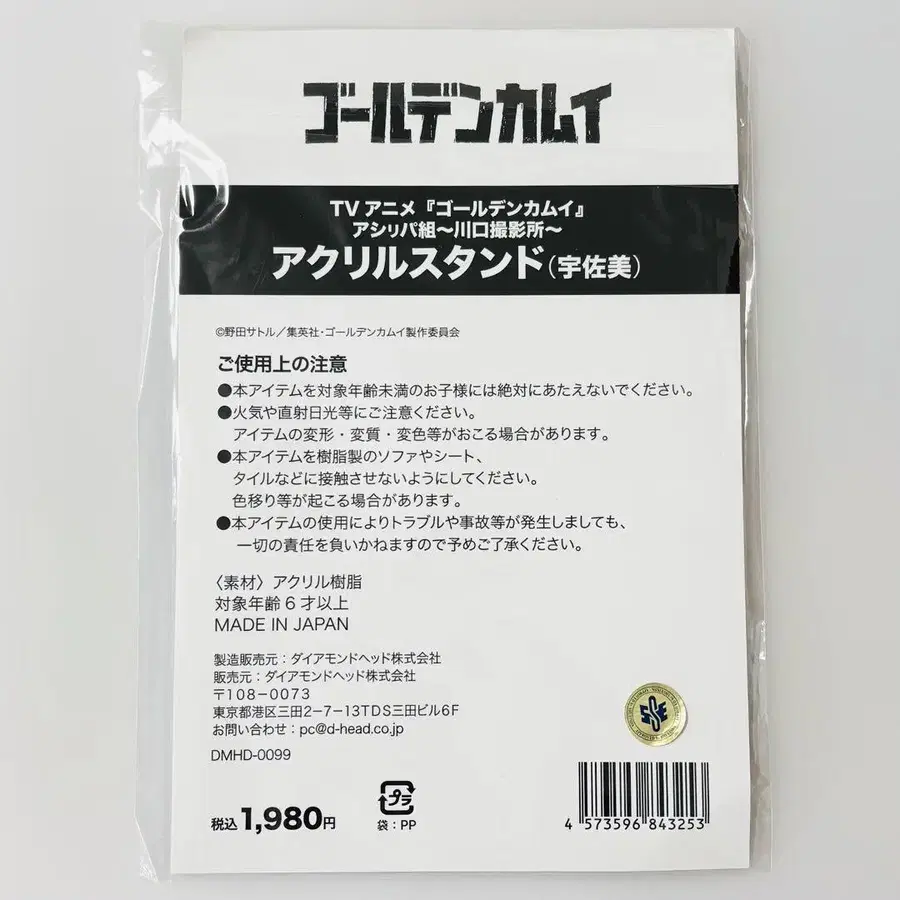 ゴールデンカムイ
TVアニメ『ゴールデンカムイ』
アシㇼパ組〜川口撮影所〜
アクリルスタンド(宇佐美)
©野田サトル/集英社・ゴールデンカムイ製作委員会
ご使用上の注意
●本アイテムを対象年齢未満のお子様には絶対にあたえないでください。
●火気や直射日光等にご注意ください。
アイテムの変形・変質・変色等がおこる場合があります。
●本アイテムを樹脂製のソファやシート、
タイルなどに接触させないようにしてください。
色移り等が起こる場合があります。
●本アイテムの使用によりトラブルや事故等が発生しましても、
一切の責任を負いかねますので予めご了承ください。
〈素材〉アクリル樹脂
対象年齢6才以上
MADE IN JAPAN
製造販売元:ダイアモンドヘッド株式会社
販売元:ダイアモンドヘッド株式会社
〒108-0073
東京都港区三田2-7-13TDS三田ビル6F
お問い合わせ:pc@d-head.co.jp
DMHD-0099
税込1,980円
プラ
袋:PP
4 573596 843253